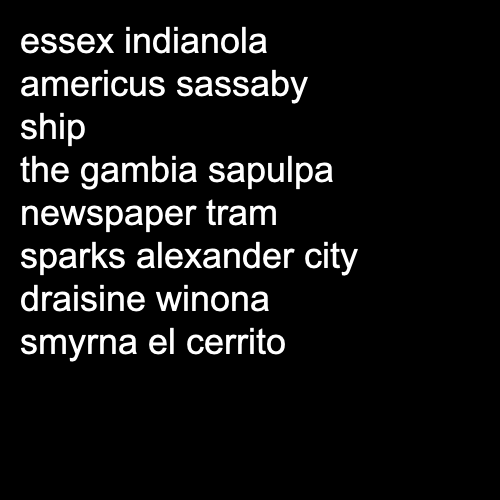 essex indianola
americus sassaby
ship
the gambia sapulpa
newspaper tram
sparks alexander city
draisine winona
smyrna el cerrito